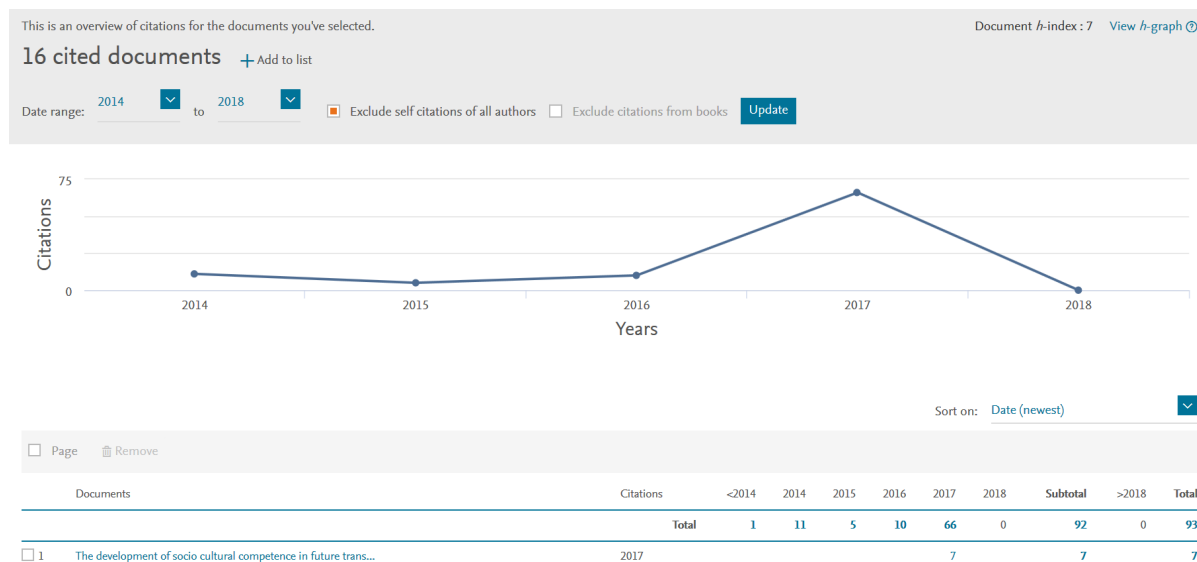 This is an overview of citations for the documents you've selected.
Document h-index : 7 View h-graph ?
16 cited documents + Add to list
Date range: 2014 to 2018 Exclude self citations of all authors Exclude citations from books Update
75
Citations
0
2014 2015 2016 2017 2018
Years
Sort on: Date (newest)
Page Remove
Documents Citations <2014 2014 2015 2016 2017 2018 Subtotal >2018 Total
Total 1 11 5 10 66 0 92 0 93
1 The development of socio cultural competence in future trans... 2017 7 7 7